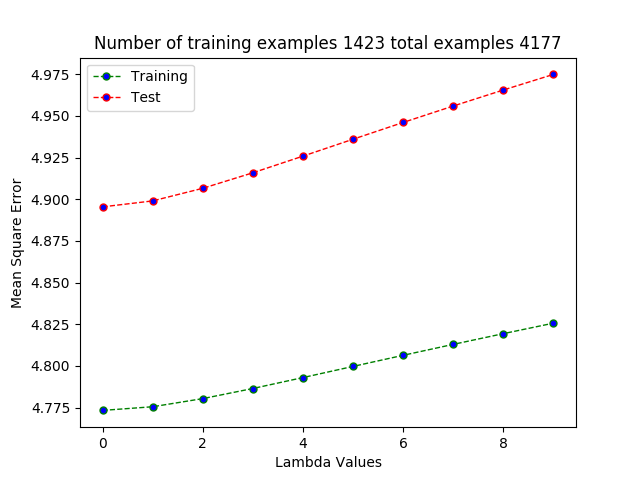 Number of training examples 1423 total examples 4177
Training
Test
4.975
4.950
4.925
4.900
4.875
4.850
4.825
4.800
4.775
Mean Square Error
0 2 4 6 8
Lambda Values